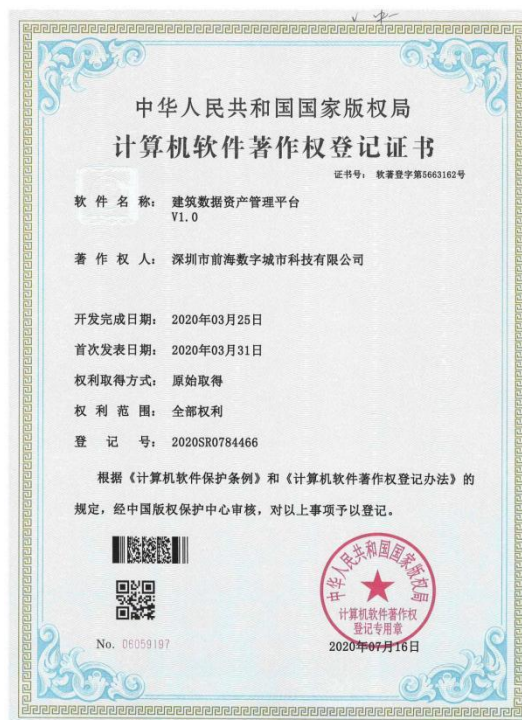 中华人民共和国国家版权局
计算机软件著作权登记证书
证书号： 软著登字第5663162号
软件名称： 建筑数据资产管理平台
V1.0
著作权人： 深圳市前海数字城市科技有限公司
开发完成日期： 2020年03月25日
首次发表日期： 2020年03月31日
权利取得方式： 原始取得
权利范围： 全部权利
登记号： 2020SR0784466
根据《计算机软件保护条例》和《计算机软件著作权登记办法》的
规定，经中国版权保护中心审核，对以上事项予以登记。
中华人民共和国国家版权局
计算机软件著作权
登记专用章
No. 06059197
2020年07月16日